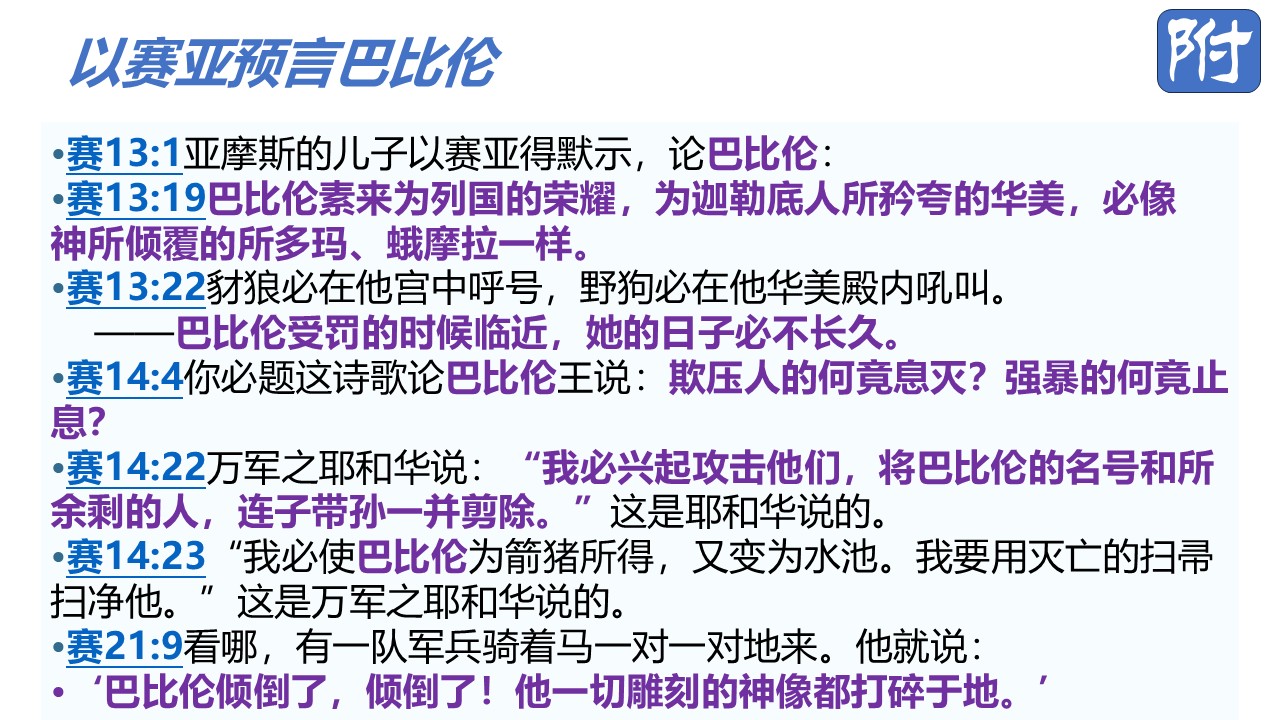 以赛亚预言巴比伦
附
•赛13:1亚摩斯的儿子以赛亚得默示，论巴比伦：
•赛13:19巴比伦素来为列国的荣耀，为迦勒底人所矜夸的华美，必像
神所倾覆的所多玛、蛾摩拉一样。
•赛13:22豺狼必在他宫中呼号，野狗必在他华美殿内吼叫。
——巴比伦受罚的时候临近，她的日子必不长久。
•赛14:4你必题这诗歌论巴比伦王说：欺压人的何竟息灭？强暴的何竟止
息？
•赛14:22万军之耶和华说：“我必兴起攻击他们，将巴比伦的名号和所
余剩的人，连子带孙一并剪除。”这是耶和华说的。
•赛14:23“我必使巴比伦为箭猪所得，又变为水池。我要用灭亡的扫帚
扫净他。”这是万军之耶和华说的。
•赛21:9看哪，有一队军兵骑着马一对一对地来。他就说：
•‘巴比伦倾倒了，倾倒了！他一切雕刻的神像都打碎于地。’